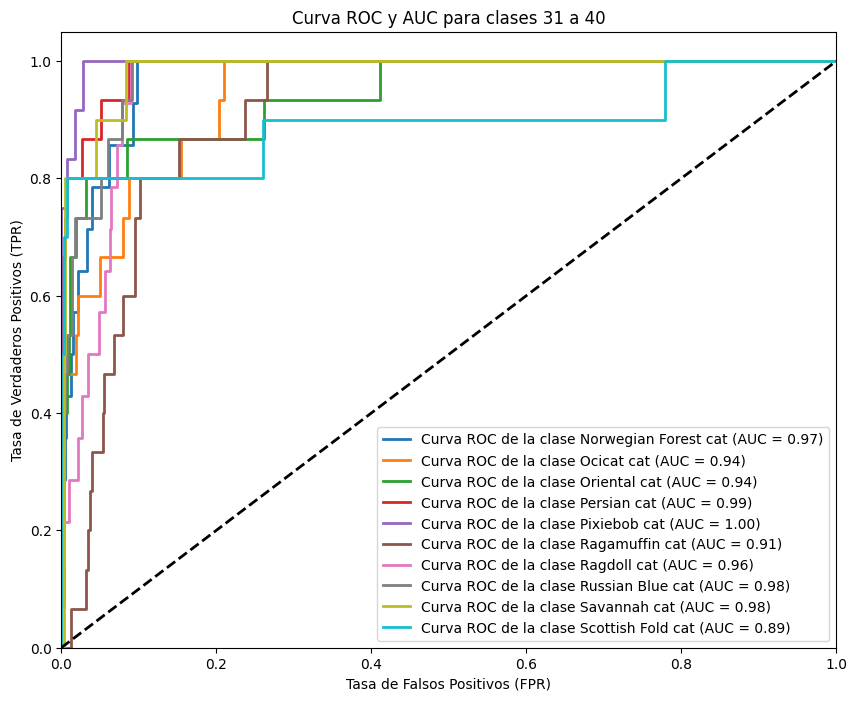 Curva ROC y AUC para clases 31 a 40
Tasa de Verdaderos Positivos (TPR)
1.0
0.8
0.6
0.4
0.2
0.0
Curva ROC de la clase Norwegian Forest cat (AUC = 0.97)
Curva ROC de la clase Ocicat cat (AUC = 0.94)
Curva ROC de la clase Oriental cat (AUC = 0.94)
Curva ROC de la clase Persian cat (AUC = 0.99)
Curva ROC de la clase Pixiebob cat (AUC = 1.00)
Curva ROC de la clase Ragamuffin cat (AUC = 0.91)
Curva ROC de la clase Ragdoll cat (AUC = 0.96)
Curva ROC de la clase Russian Blue cat (AUC = 0.98)
Curva ROC de la clase Savannah cat (AUC = 0.98)
Curva ROC de la clase Scottish Fold cat (AUC = 0.89)
0.0 0.2 0.4 0.6 0.8 1.0
Tasa de Falsos Positivos (FPR)